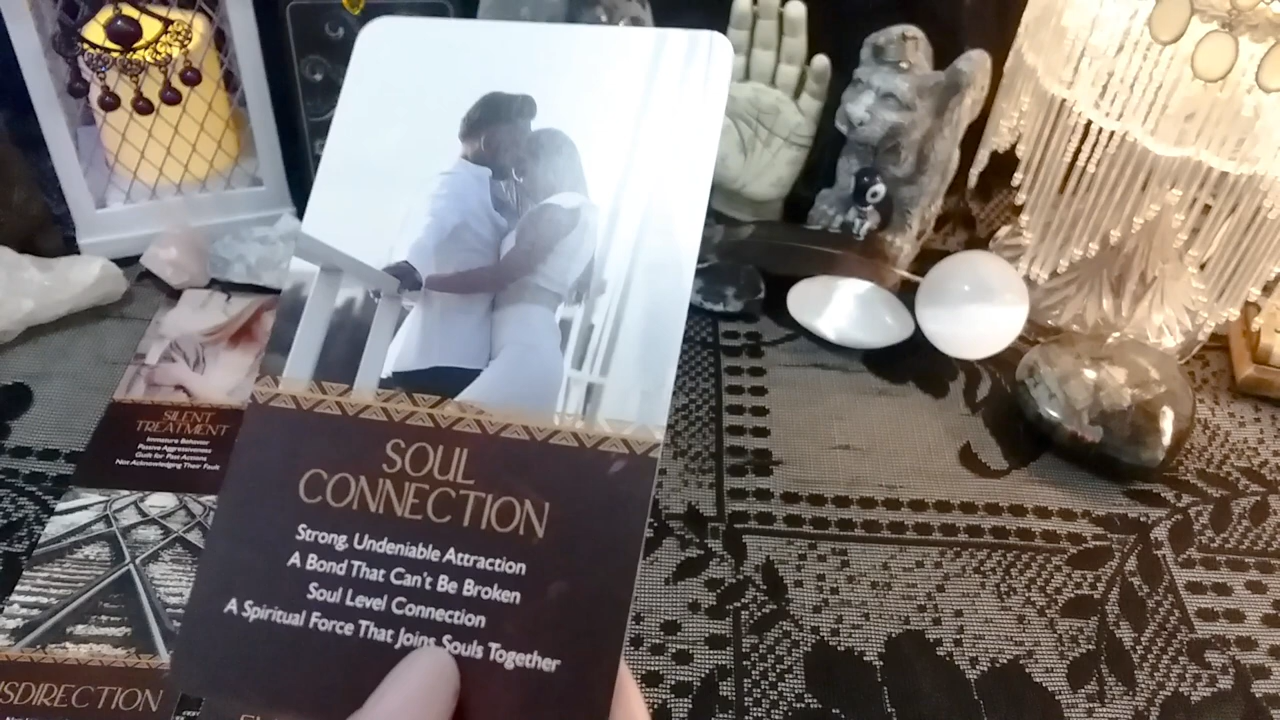 SOUL
CONNECTION
Strong, Undeniable Attraction
A Bond That Can't Be Broken
Soul Level Connection
A Spiritual Force That Joins Souls Together
SILENT
TREATMENT
Immature Behavior
Passive Aggressiveness
Guilt for Past Actions
Not Acknowledging Their Fault